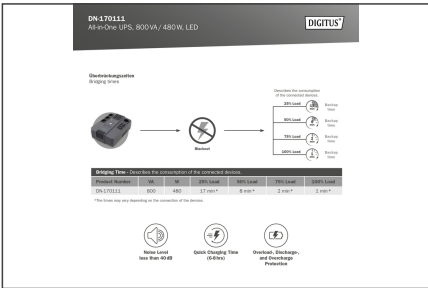 DN-170111
All-in-One UPS, 800 VA / 480 W, LED
DIGITUS®
Überbrückungszeiten
Bridging times
Describes the consumption
of the connected devices.
25% Load
Backup
time
50% Load
Backup
time
75% Load
Backup
time
100% Load
Backup
time
Blackout
Bridging Time - Describes the consumption of the connected devices.
Product Number VA W 25% Load 50% Load 75% Load 100% Load
DN-170111 800 480 17 min* 6 min* 2 min* 1 min*
*The times may vary depending on the connection of the devices.
Noise Level
less than 40 dB
Quick Charging Time
(6-8 hrs)
Overload-, Discharge-,
and Overcharge
Protection